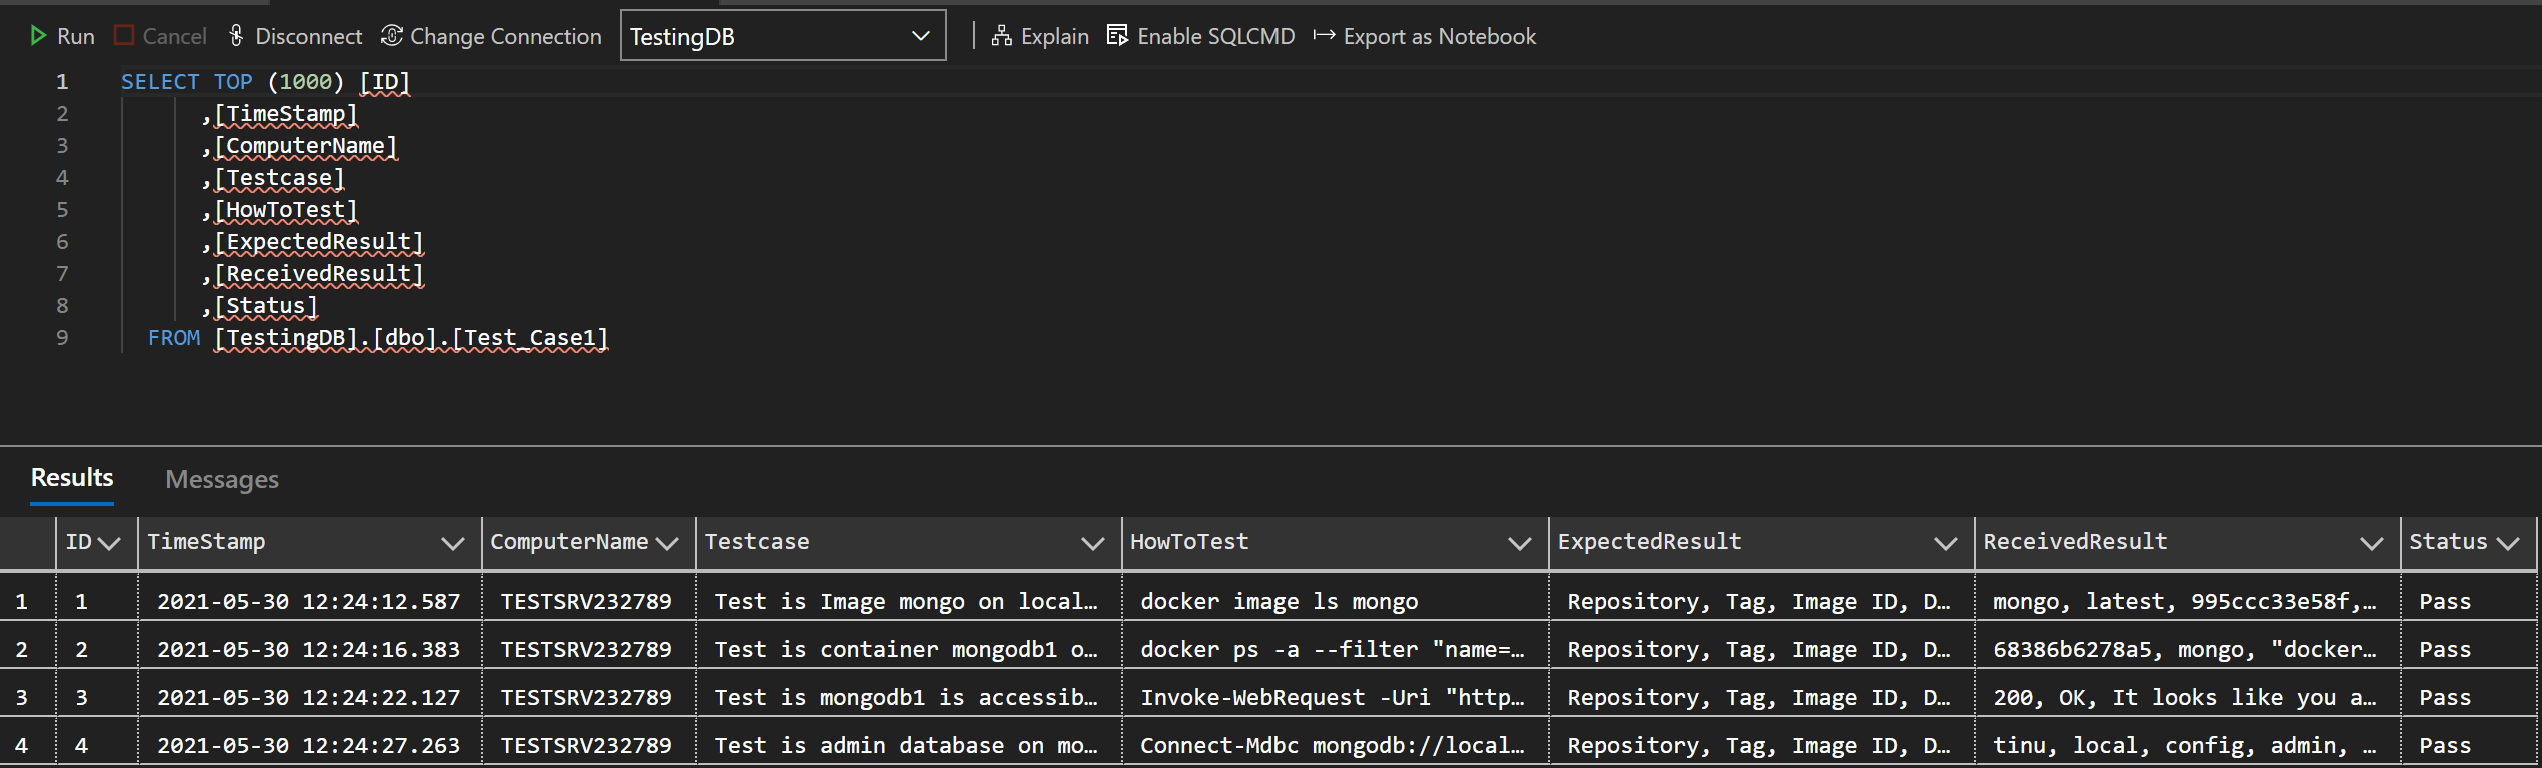 Run Cancel Disconnect Change Connection TestingDB Explain Enable SQLCMD Export as Notebook
1 SELECT TOP (1000) [ID]
2 ,[TimeStamp]
3 ,[ComputerName]
4 ,[Testcase]
5 ,[HowToTest]
6 ,[ExpectedResult]
7 ,[ReceivedResult]
8 ,[Status]
9 FROM [TestingDB].[dbo].[Test_Case1]
Results Messages
ID TimeStamp ComputerName Testcase HowToTest ExpectedResult ReceivedResult Status
1 1 2021-05-30 12:24:12.587 TESTSRV232789 Test is Image mongo on local… docker image ls mongo Repository, Tag, Image ID, D… mongo, latest, 995ccc33e58f,… Pass
2 2 2021-05-30 12:24:16.383 TESTSRV232789 Test is container mongodb1 o… docker ps -a --filter "name=… Repository, Tag, Image ID, D… 68386b6278a5, mongo, "docker… Pass
3 3 2021-05-30 12:24:22.127 TESTSRV232789 Test is mongodb1 is accessib… Invoke-WebRequest -Uri "http… Repository, Tag, Image ID, D… 200, OK, It looks like you a… Pass
4 4 2021-05-30 12:24:27.263 TESTSRV232789 Test is admin database on mo… Connect-Mdbc mongodb://local… Repository, Tag, Image ID, D… tinu, local, config, admin, … Pass